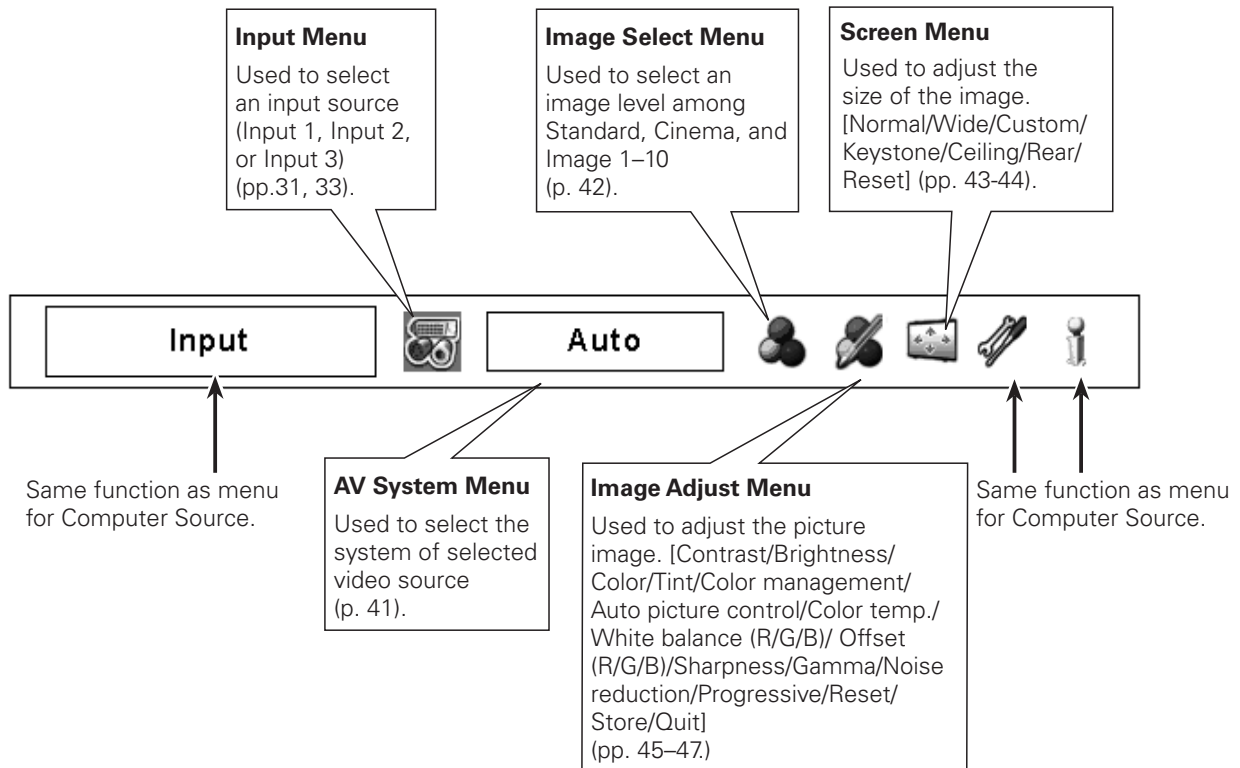 Input Menu
Used to select
an input source
(Input 1, Input 2,
or Input 3)
(pp.31, 33).
Image Select Menu
Used to select an
image level among
Standard, Cinema, and
Image 1–10
(p. 42).
Screen Menu
Used to adjust the
size of the image.
[Normal/Wide/Custom/
Keystone/Ceiling/Rear/
Reset] (pp. 43-44).
Input
Auto
Same function as menu
for Computer Source.
AV System Menu
Used to select the
system of selected
video source
(p. 41).
Image Adjust Menu
Used to adjust the picture
image. [Contrast/Brightness/
Color/Tint/Color management/
Auto picture control/Color temp./
White balance (R/G/B)/ Offset
(R/G/B)/Sharpness/Gamma/Noise
reduction/Progressive/Reset/
Store/Quit]
(pp. 45–47.)
Same function as menu
for Computer Source.